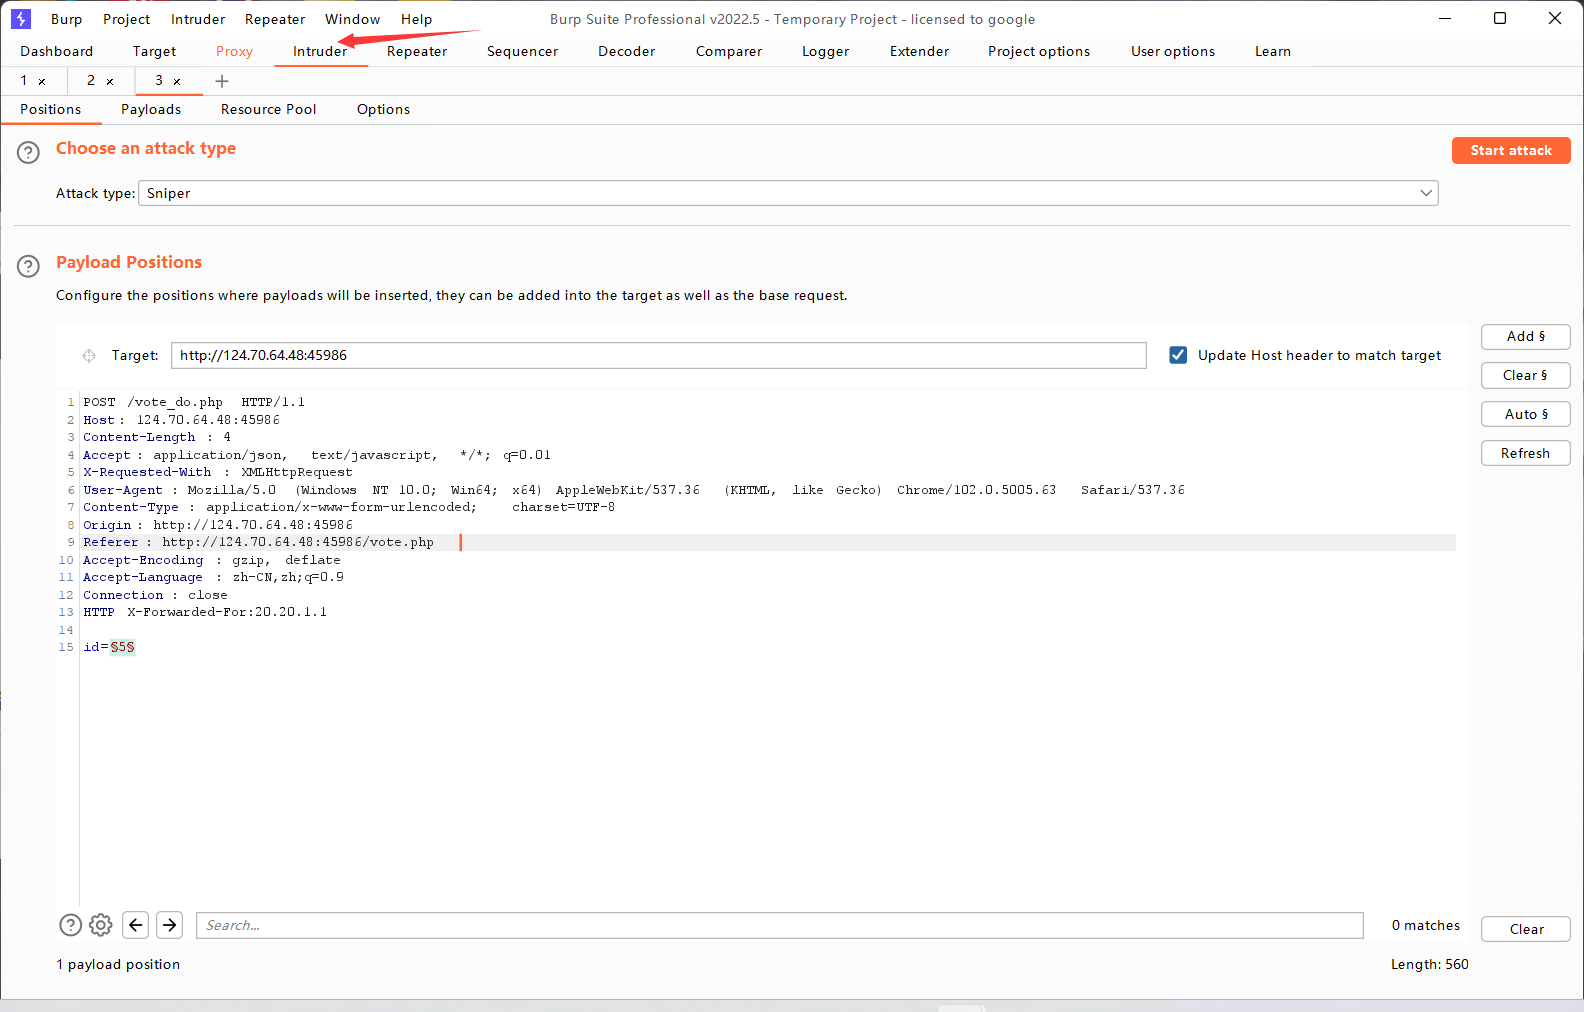 Burp Project Intruder Repeater Window Help Burp Suite Professional v2022.5 - Temporary Project - licensed to google
Dashboard Target Proxy Intruder Repeater Sequencer Decoder Comparer Logger Extender Project options User options Learn
1 × 2 × 3 × +
Positions Payloads Resource Pool Options
? Choose an attack type Start attack
Attack type: Sniper
? Payload Positions
Configure the positions where payloads will be inserted, they can be added into the target as well as the base request.
Target: http://124.70.64.48:45986 Update Host header to match target
Add §
Clear §
Auto §
Refresh
1 POST /vote_do.php HTTP/1.1
2 Host: 124.70.64.48:45986
3 Content-Length : 4
4 Accept: application/json, text/javascript, */*; q=0.01
5 X-Requested-With : XMLHttpRequest
6 User-Agent : Mozilla/5.0 (Windows NT 10.0; Win64; x64) AppleWebKit/537.36 (KHTML, like Gecko) Chrome/102.0.5005.63 Safari/537.36
7 Content-Type : application/x-www-form-urlencoded; charset=UTF-8
8 Origin: http://124.70.64.48:45986
9 Referer : http://124.70.64.48:45986/vote.php
10 Accept-Encoding : gzip, deflate
11 Accept-Language : zh-CN,zh;q=0.9
12 Connection : close
13 HTTP X-Forwarded-For:20.20.1.1
14
15 id=§5§
? Search... 0 matches Clear
1 payload position Length: 560